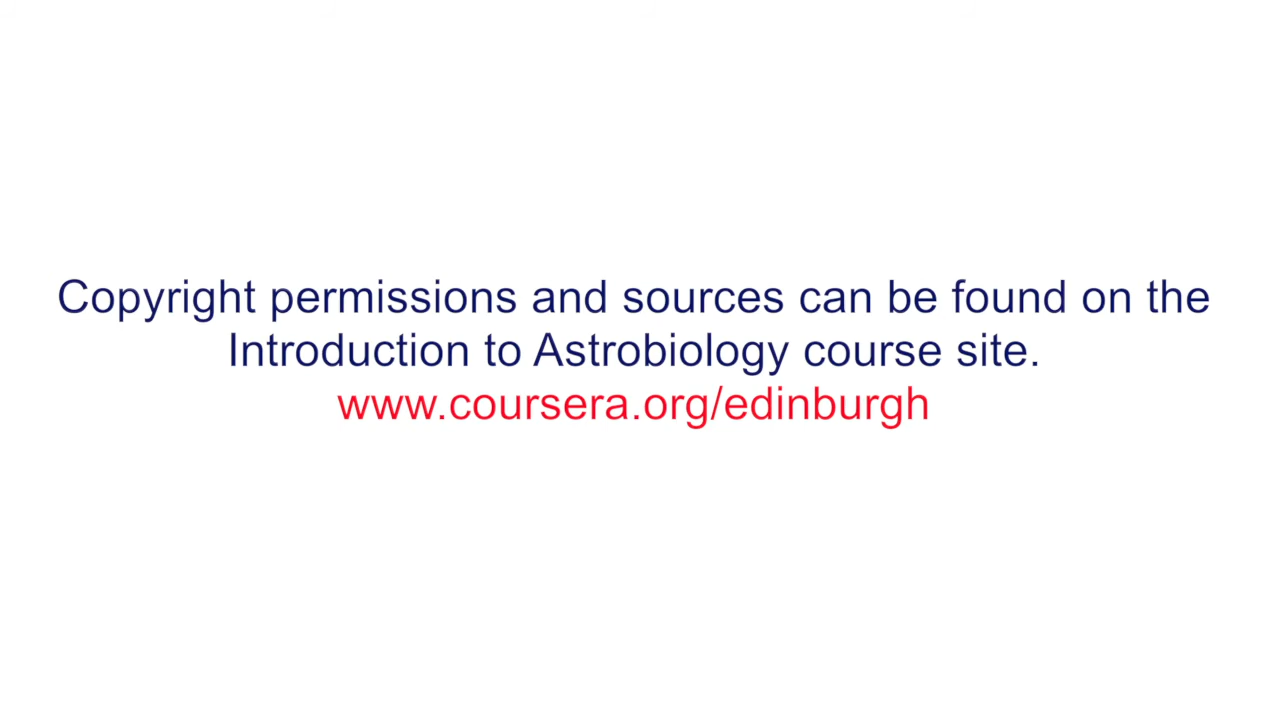 Copyright permissions and sources can be found on the
Introduction to Astrobiology course site.
www.coursera.org/edinburgh